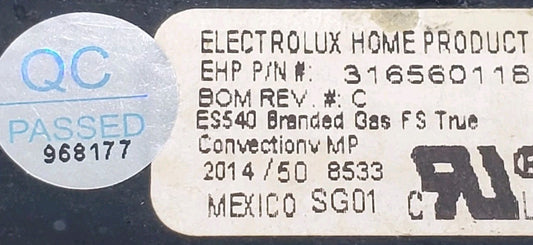 QC
PASSED
968177
ELECTROLUX HOME PRODUCT
EHP P/N #: 316560118
BOM REV. #: C
ES540 Branded Gas FS True
Convectionv MP
2014/50 8533
MEXICO SG01